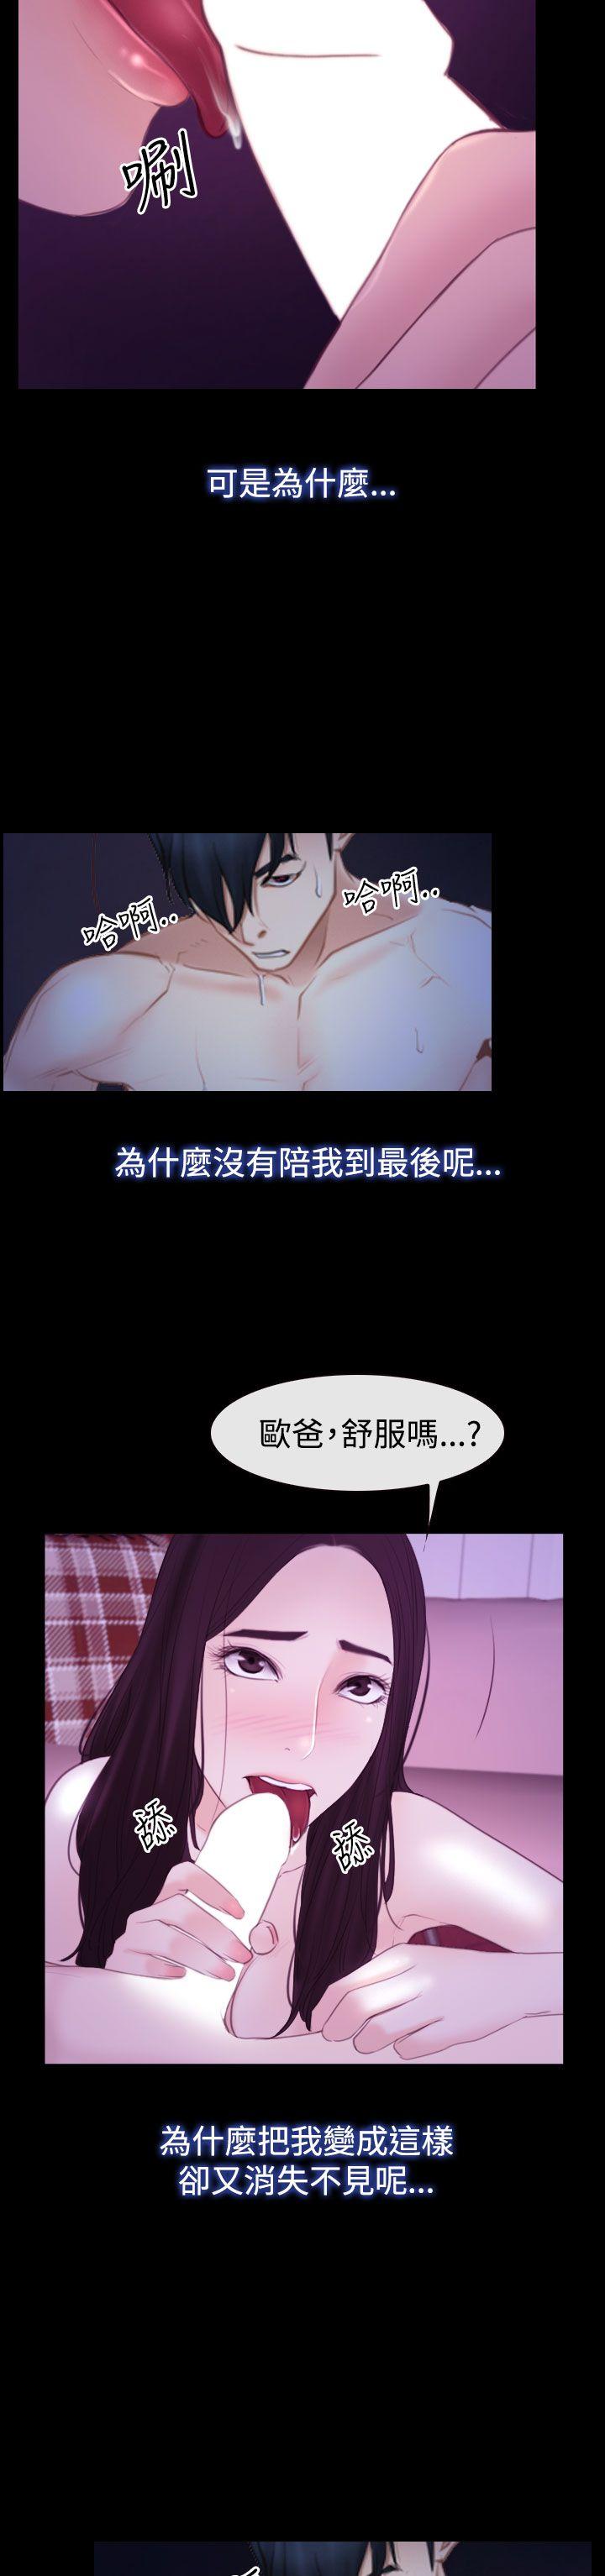 唰
可是為什麼...
哈啊..
哈啊..
為什麼沒有陪我到最後呢...
歐爸,舒服嗎...?
舔
舔
為什麼把我變成這樣
卻又消失不見呢...